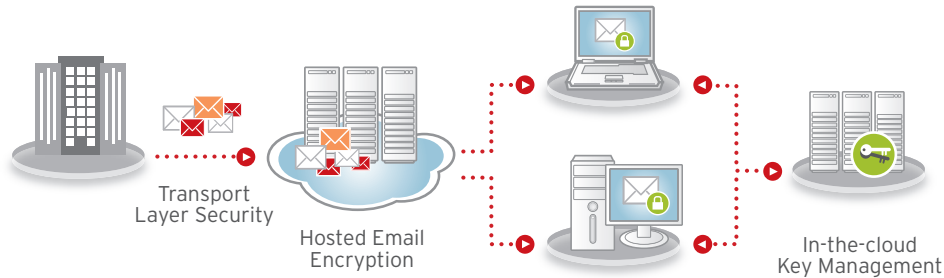 Transport
Layer Security
Hosted Email
Encryption
In-the-cloud
Key Management